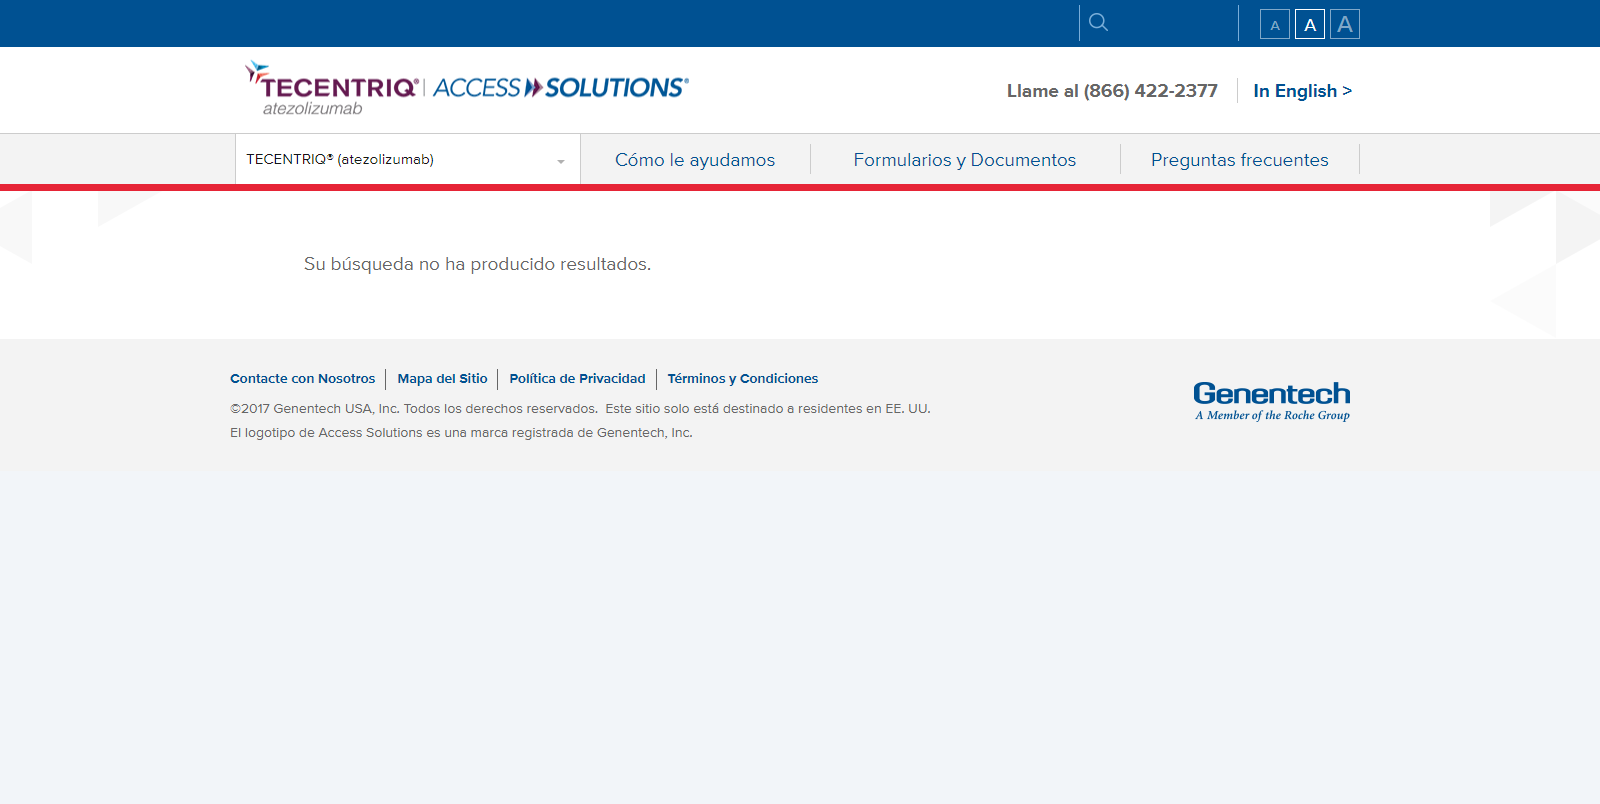 A A A
TECENTRIQ® | ACCESS SOLUTIONS®
atezolizumab
Llame al (866) 422-2377
In English >
TECENTRIQ® (atezolizumab)
Cómo le ayudamos
Formularios y Documentos
Preguntas frecuentes
Su búsqueda no ha producido resultados.
Contacte con Nosotros
Mapa del Sitio
Política de Privacidad
Términos y Condiciones
©2017 Genentech USA, Inc. Todos los derechos reservados. Este sitio solo está destinado a residentes en EE. UU.
El logotipo de Access Solutions es una marca registrada de Genentech, Inc.
Genentech
A Member of the Roche Group